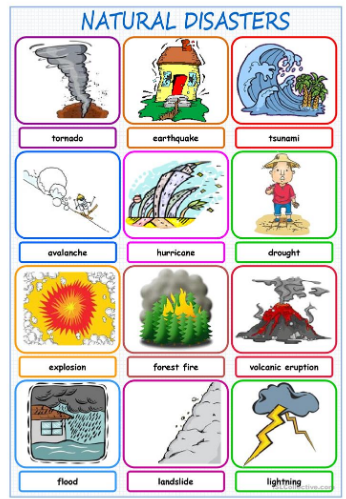 NATURAL DISASTERS
tornado
earthquake
tsunami
avalanche
hurricane
drought
explosion
forest fire
volcanic eruption
flood
landslide
lightning